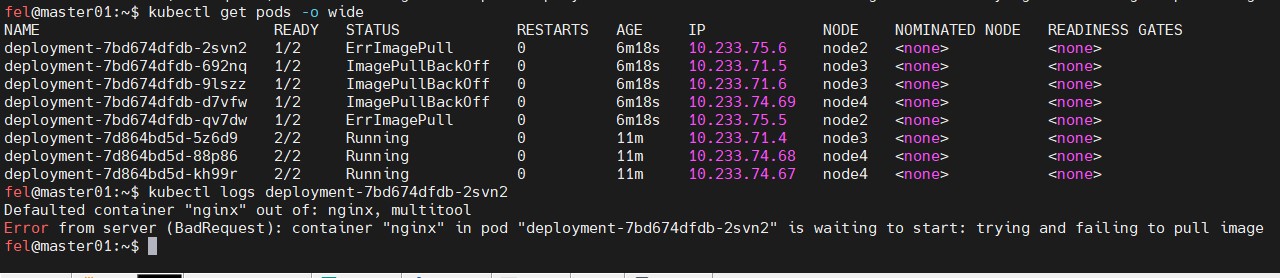 fel@master01:~$ kubectl get pods -o wide
NAME READY STATUS RESTARTS AGE IP NODE NOMINATED NODE READINESS GATES
deployment-7bd674dfdb-2svn2 1/2 ErrImagePull 0 6m18s 10.233.75.6 node2 <none> <none>
deployment-7bd674dfdb-692nq 1/2 ImagePullBackOff 0 6m18s 10.233.71.5 node3 <none> <none>
deployment-7bd674dfdb-9lszz 1/2 ImagePullBackOff 0 6m18s 10.233.71.6 node3 <none> <none>
deployment-7bd674dfdb-d7vfw 1/2 ImagePullBackOff 0 6m18s 10.233.74.69 node4 <none> <none>
deployment-7bd674dfdb-qv7dw 1/2 ErrImagePull 0 6m18s 10.233.75.5 node2 <none> <none>
deployment-7d864bd5d-5z6d9 2/2 Running 0 11m 10.233.71.4 node3 <none> <none>
deployment-7d864bd5d-88p86 2/2 Running 0 11m 10.233.74.68 node4 <none> <none>
deployment-7d864bd5d-kh99r 2/2 Running 0 11m 10.233.74.67 node4 <none> <none>
fel@master01:~$ kubectl logs deployment-7bd674dfdb-2svn2
Defaulted container "nginx" out of: nginx, multitool
Error from server (BadRequest): container "nginx" in pod "deployment-7bd674dfdb-2svn2" is waiting to start: trying and failing to pull image
fel@master01:~$